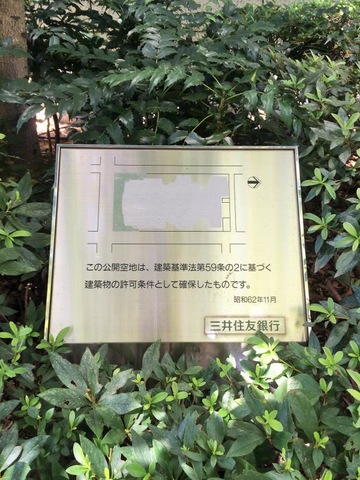 この公開空地は、建築基準法第59条の2に基づく
建築物の許可条件として確保したものです。
昭和62年11月
三井住友銀行